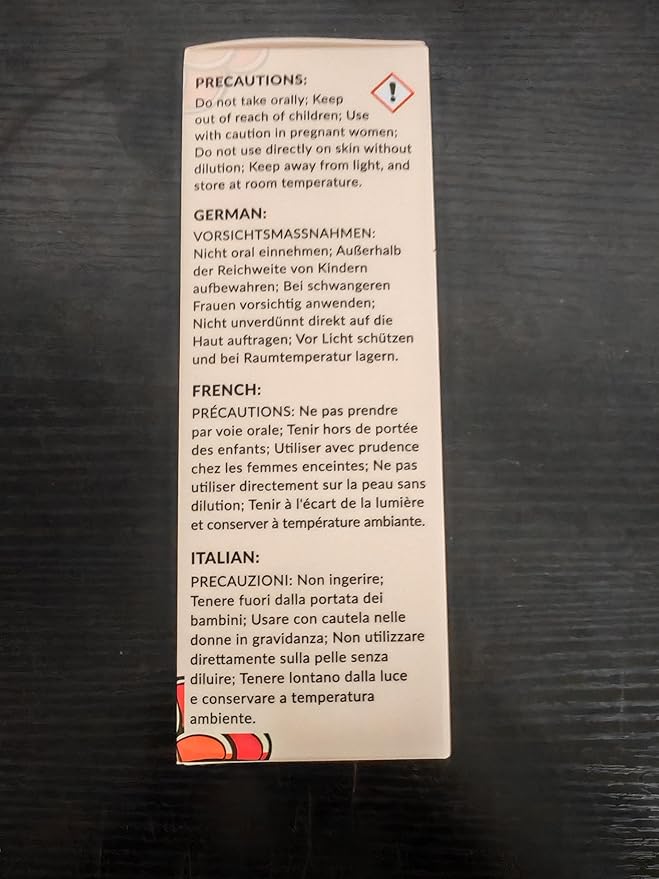 PRECAUTIONS:
Do not take orally; Keep
out of reach of children; Use
with caution in pregnant women;
Do not use directly on skin without
dilution; Keep away from light, and
store at room temperature.
GERMAN:
VORSICHTSMASSNAHMEN:
Nicht oral einnehmen; Außerhalb
der Reichweite von Kindern
aufbewahren; Bei schwangeren
Frauen vorsichtig anwenden;
Nicht unverdünnt direkt auf die
Haut auftragen; Vor Licht schützen
und bei Raumtemperatur lagern.
FRENCH:
PRÉCAUTIONS: Ne pas prendre
par voie orale; Tenir hors de portée
des enfants; Utiliser avec prudence
chez les femmes enceintes; Ne pas
utiliser directement sur la peau sans
dilution; Tenir à l'écart de la lumière
et conserver à température ambiante.
ITALIAN:
PRECAUZIONI: Non ingerire;
Tenere fuori dalla portata dei
bambini; Usare con cautela nelle
donne in gravidanza; Non utilizzare
direttamente sulla pelle senza
diluire; Tenere lontano dalla luce
e conservare a temperatura
ambiente.